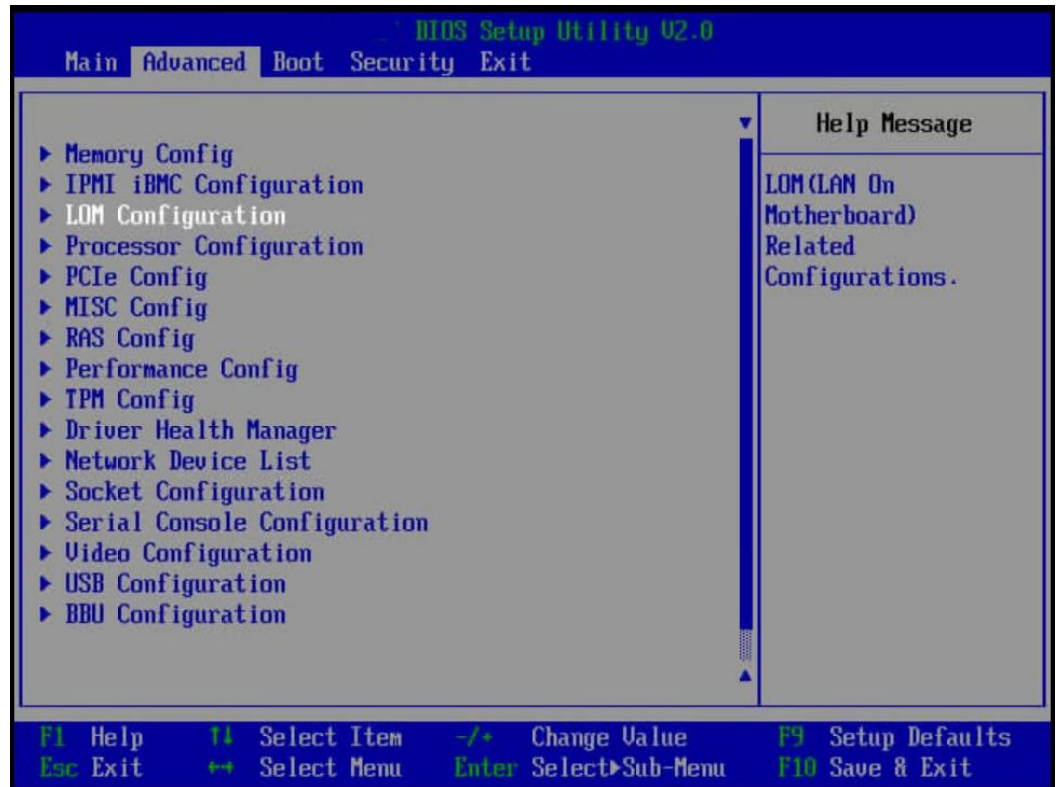 BIOS Setup Utility V2.0
Main Advanced Boot Security Exit
Help Message
▶ Memory Config
▶ IPMI iBMC Configuration
▶ LOM Configuration
▶ Processor Configuration
▶ PCIe Config
▶ MISC Config
▶ RAS Config
▶ Performance Config
▶ TPM Config
▶ Driver Health Manager
▶ Network Device List
▶ Socket Configuration
▶ Serial Console Configuration
▶ Video Configuration
▶ USB Configuration
▶ BBU Configuration
LOM(LAN On
Motherboard)
Related
Configurations.
F1 Help ↑↓ Select Item -/+ Change Value F9 Setup Defaults
Esc Exit ←→ Select Menu Enter Select▶Sub-Menu F10 Save & Exit